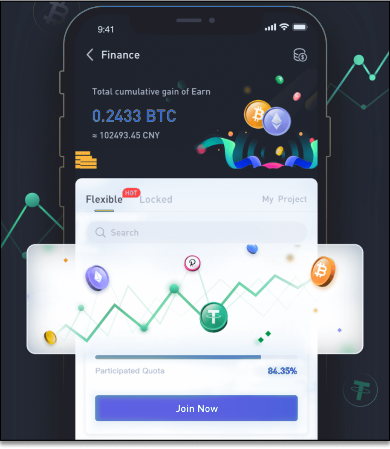 9:41
Finance
Total cumulative gain of Earn
0.2433 BTC
≈ 102493.45 CNY
Flexible HOT Locked My Project
Search
Participated Quota 84.35%
Join Now